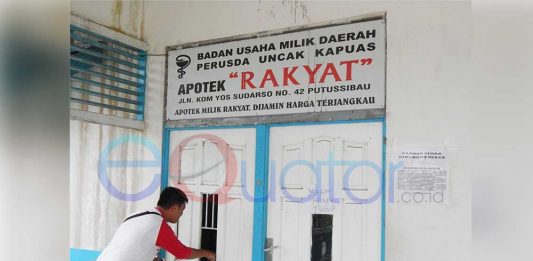 BADAN USAHA MILIK DAERAH
PERUSDA UNCAK KAPUAS
APOTEK "RAKYAT"
JLN. KOM YOS SUDARSO NO. 42 PUTUSSIBAU
APOTEK MILIK RAKYAT, DIJAMIN HARGA TERJANGKAU
eQuator.co.id